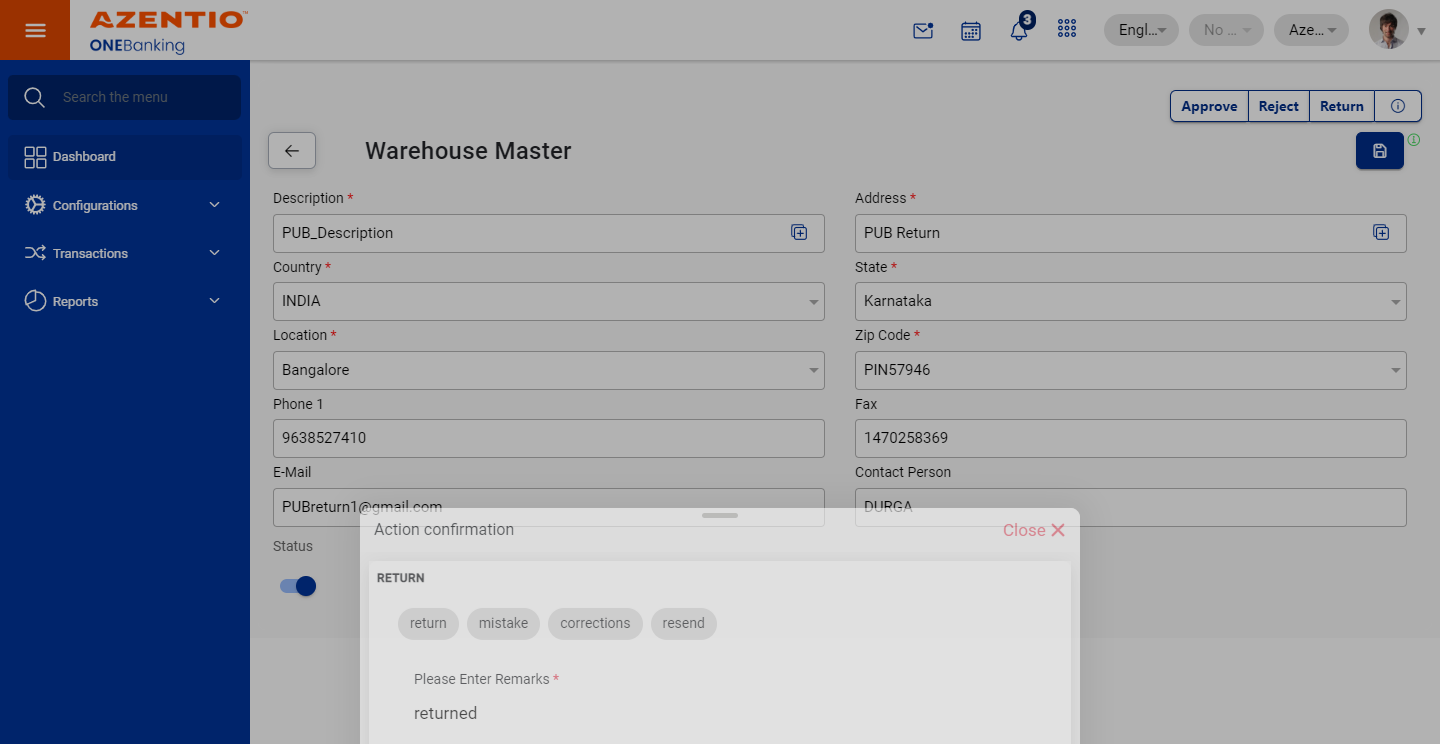 AZENTIO™
ONEBanking
3
Engl...
No ...
Aze...
Search the menu
Dashboard
Configurations
Transactions
Reports
Approve Reject Return
Warehouse Master
Description *
Address *
PUB_Description
PUB Return
Country *
State *
INDIA
Karnataka
Location *
Zip Code *
Bangalore
PIN57946
Phone 1
Fax
9638527410
1470258369
E-Mail
Contact Person
PUBreturn1@gmail.com
DURGA
Status
Action confirmation
Close
RETURN
return mistake corrections resend
Please Enter Remarks *
returned